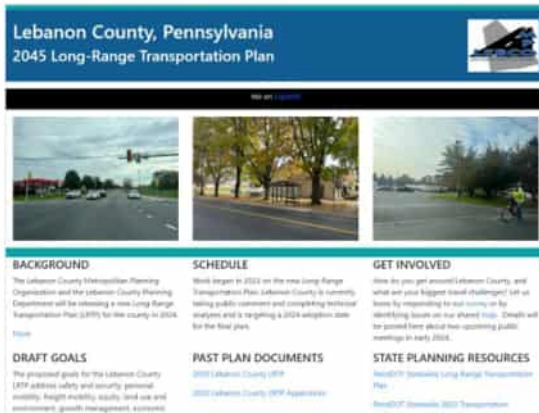 Lebanon County, Pennsylvania
2045 Long-Range Transportation Plan
BACKGROUND
The Lebanon County Metropolitan Planning
Organization and the Lebanon County Planning
Department will be releasing a new Long Range
Transportation Plan (LRTP) for the county in 2024.
More
SCHEDULE
Work began in 2022 on the new Long-Range
Transportation Plan. Lebanon County is currently
taking public comment and completing technical
analyses and is targeting a 2024 adoption date
for the final plan.
GET INVOLVED
How do you get around Lebanon County, and
what are your biggest travel challenges? Let us
know by responding to our survey or by
identifying issues on our shared map. Details will
be posted here about two upcoming public
meetings in early 2024.
DRAFT GOALS
The proposed goals for the Lebanon County
LRTP address safety and security, personal
mobility, freight mobility, equity, land use and
environment, growth management, economic
PAST PLAN DOCUMENTS
Lebanon County LRTP
Lebanon County LRTP Appendices
STATE PLANNING RESOURCES
PennDOT Statewide Long Range Transportation
Plan
PennDOT Statewide 2023 Transportation